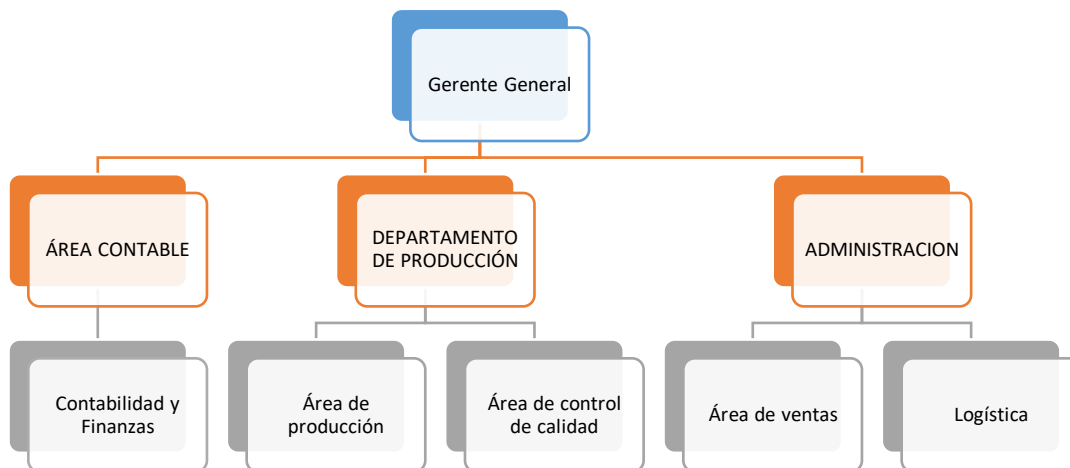 Gerente General
ÁREA CONTABLE
DEPARTAMENTO
DE PRODUCCIÓN
ADMINISTRACION
Contabilidad y
Finanzas
Área de
producción
Área de control
de calidad
Área de ventas
Logística